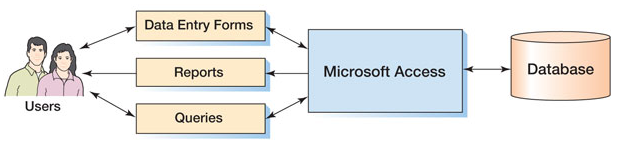 Data Entry Forms
Reports
Queries
Users
Microsoft Access
Database